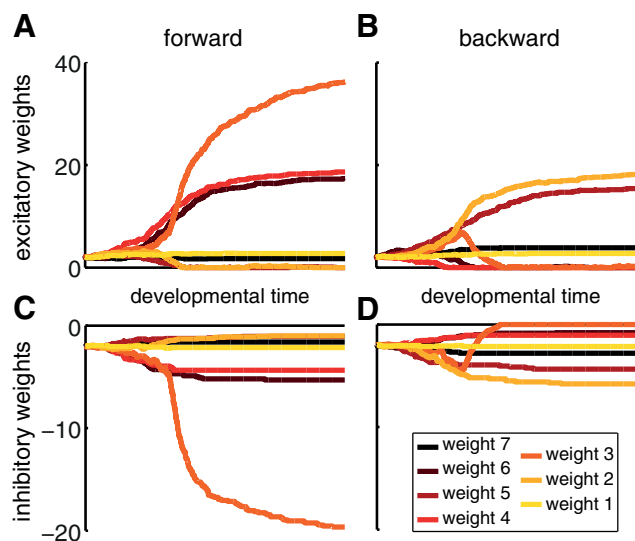 A forward B backward
excitatory weights
40
20
0
0
developmental time developmental time
C D
inhibitory weights
0
−10
−20
weight 7 weight 3
weight 6 weight 2
weight 5 weight 1
weight 4